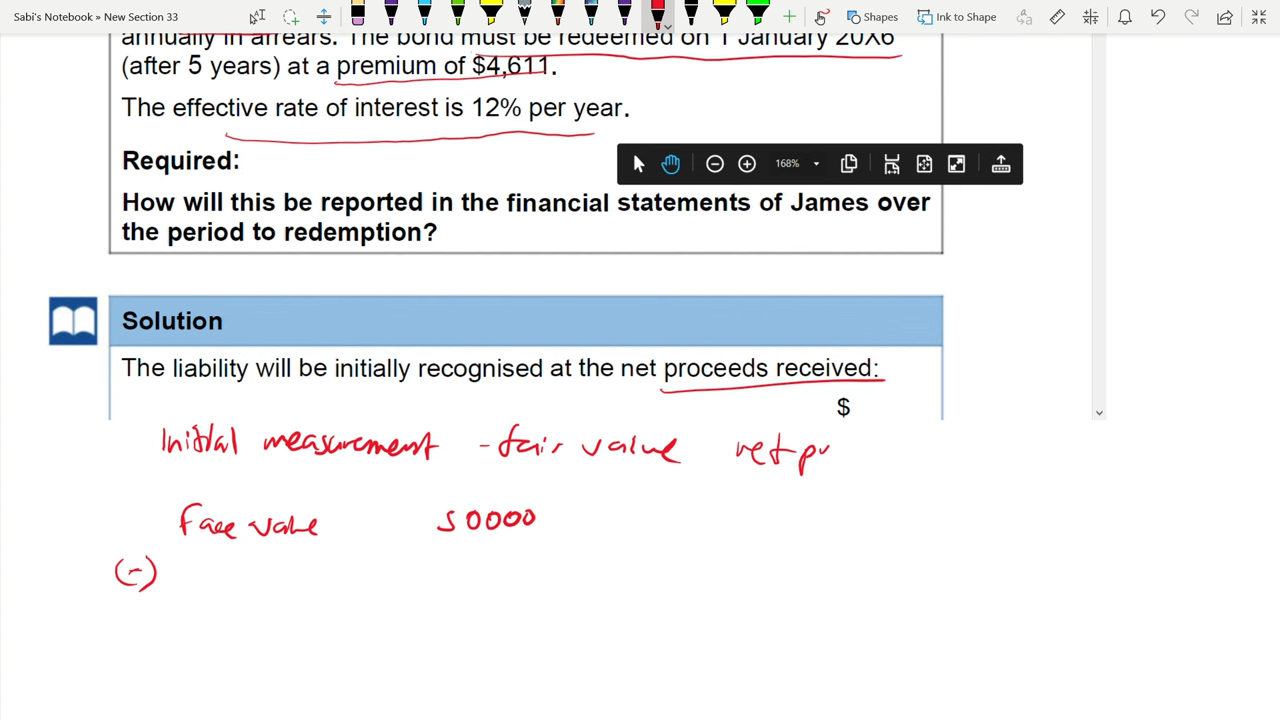 Sabi's Notebook » New Section 33
Shapes
Ink to Shape
annually in arrears. The bond must be redeemed on 1 January 20X6
(after 5 years) at a premium of $4,611.
The effective rate of interest is 12% per year.
168%
Required:
How will this be reported in the financial statements of James over
the period to redemption?
Solution
The liability will be initially recognised at the net proceeds received:
$
Initial measurement - fair value net pr
Face value 50000
(-)